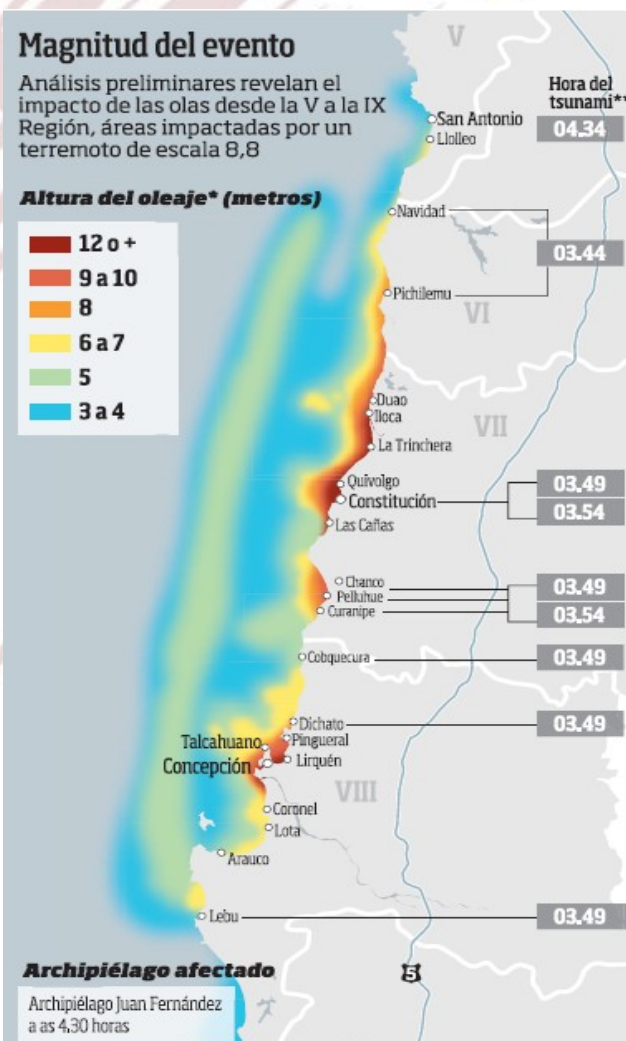 Magnitud del evento
Análisis preliminares revelan el
impacto de las olas desde la V a la IX
Región, áreas impactadas por un
terremoto de escala 8,8
Altura del oleaje* (metros)
12 o +
9 a 10
8
6 a 7
5
3 a 4
V
Hora del
tsunami**
San Antonio
04.34
Llolleo
Navidad
03.44
Pichilemu
VI
Duao
Iloca
VII
La Trinchera
Quivolgo
03.49
Constitución
03.54
Las Cañas
Chanco
03.49
Pelluhue
Curanipe
03.54
Cobquecura
03.49
Dichato
03.49
Pingueral
Talcahuano
Lirquén
Concepción
VIII
Coronel
Lota
Arauco
Lebu
03.49
5
Archipiélago afectado
Archipiélago Juan Fernández
a as 4,30 horas